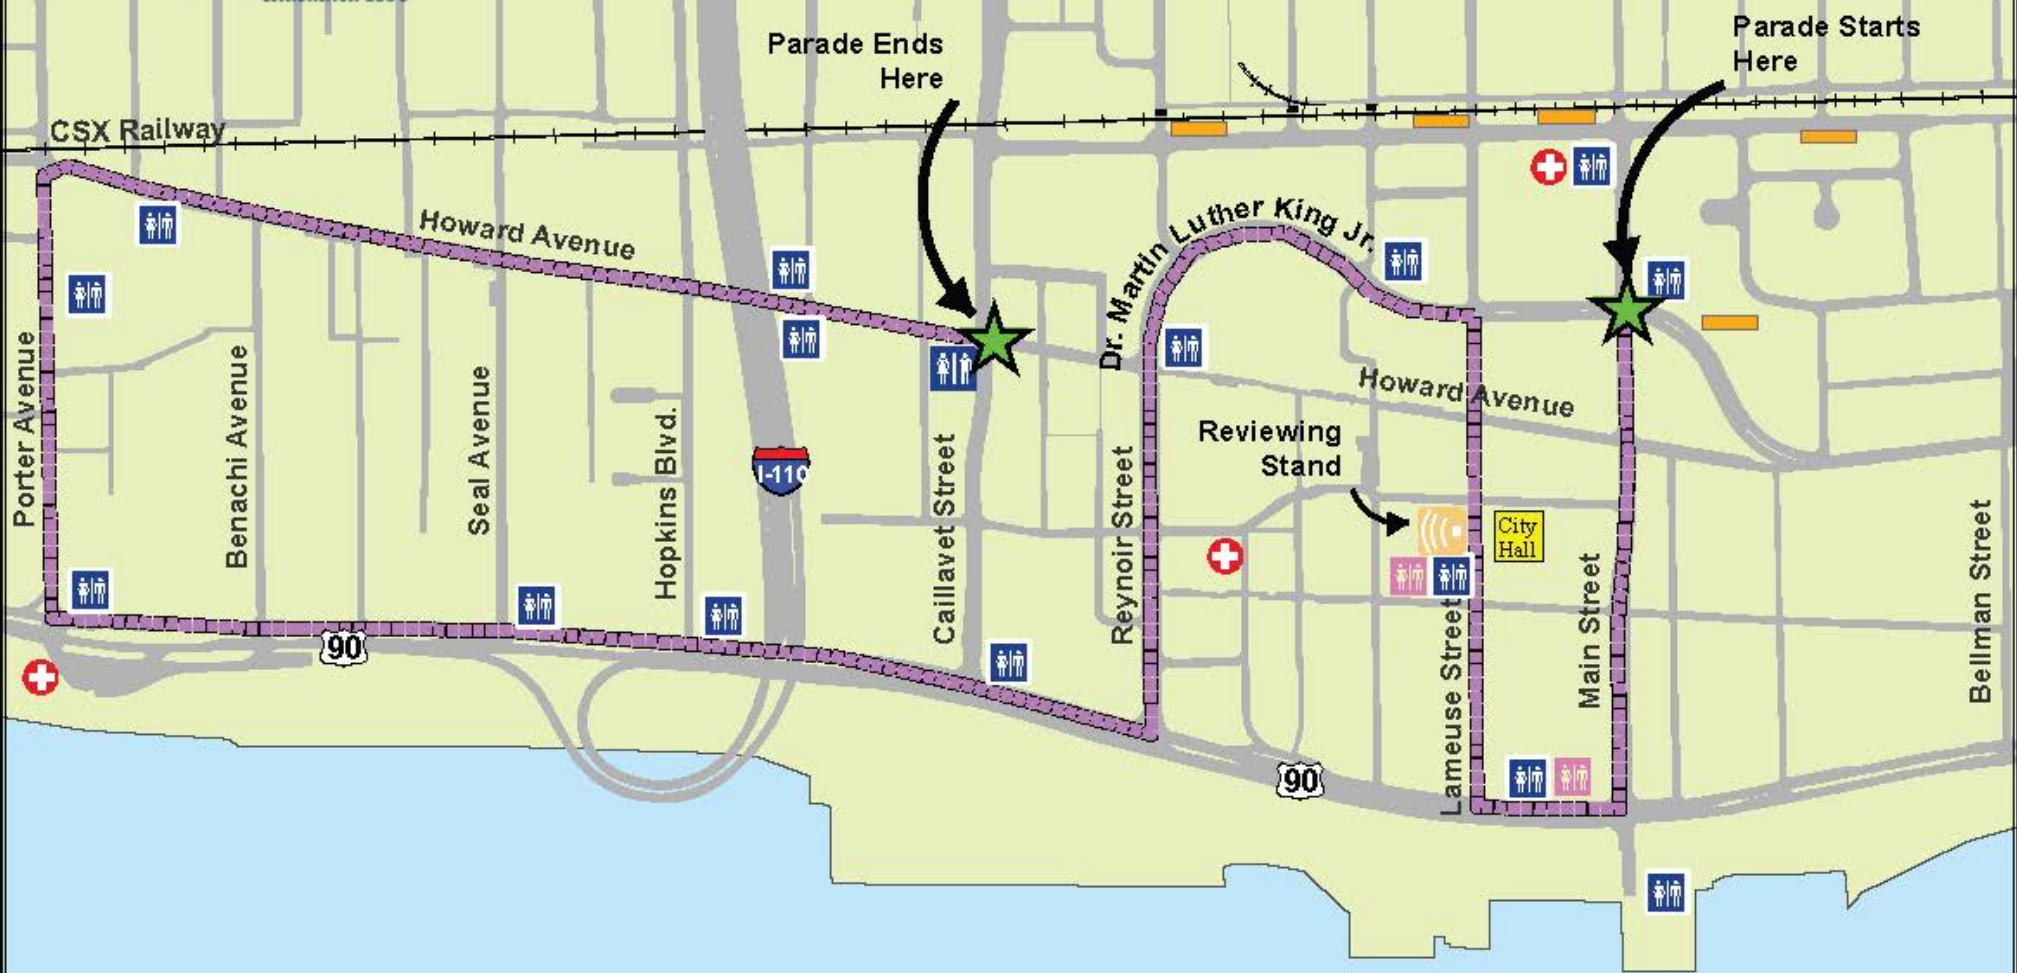 Parade Starts
Here
Parade Ends
Here
CSX Railway
Howard Avenue
Dr. Martin Luther King Jr.
Howard Avenue
Reviewing
Stand
I-110
City
Hall
Porter Avenue
Benachi Avenue
Seal Avenue
Hopkins Blvd.
Caillavet Street
Reynoir Street
Lameuse Street
Main Street
Bellman Street
90
90